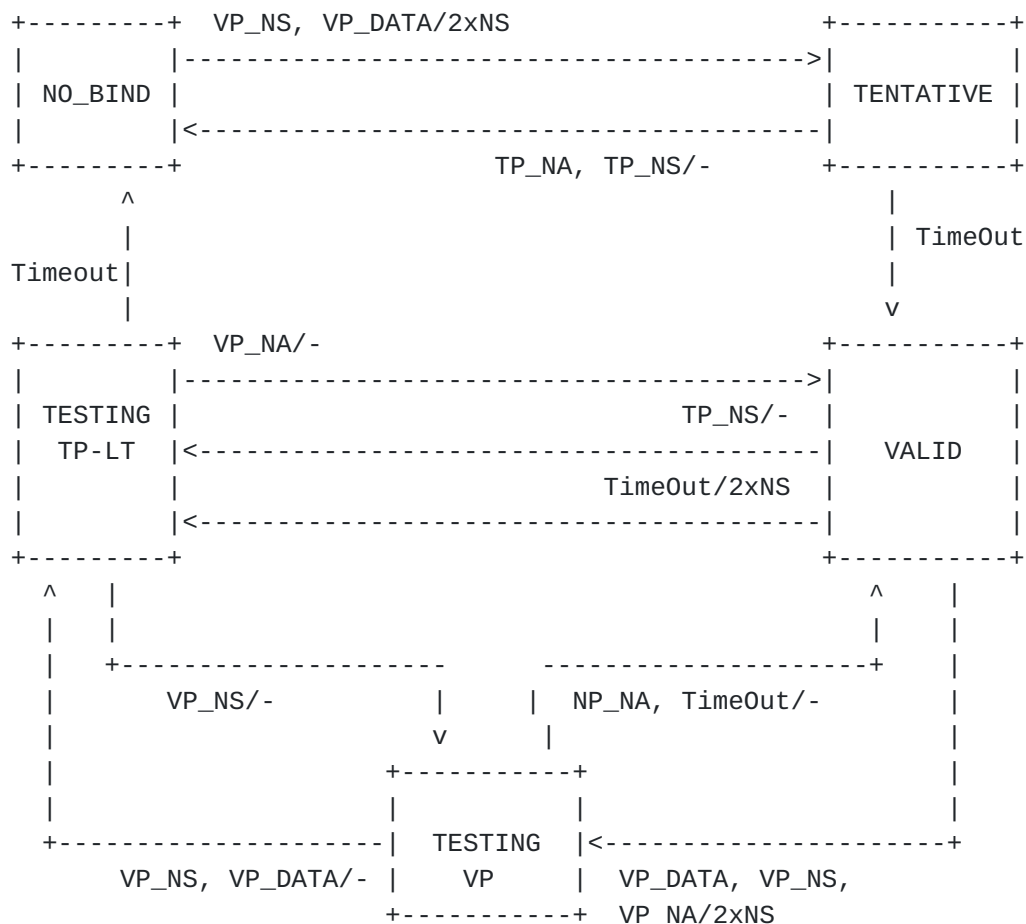 VP_NS, VP_DATA/2xNS
NO_BIND
TENTATIVE
TP_NA, TP_NS/-
TimeOut
Timeout
VP_NA/-
TESTING
TP_NS/-
TP-LT
VALID
TimeOut/2xNS
VP_NS/-
NP_NA, TimeOut/-
TESTING
VP_NS, VP_DATA/-
VP
VP_DATA, VP_NS,
VP_NA/2xNS